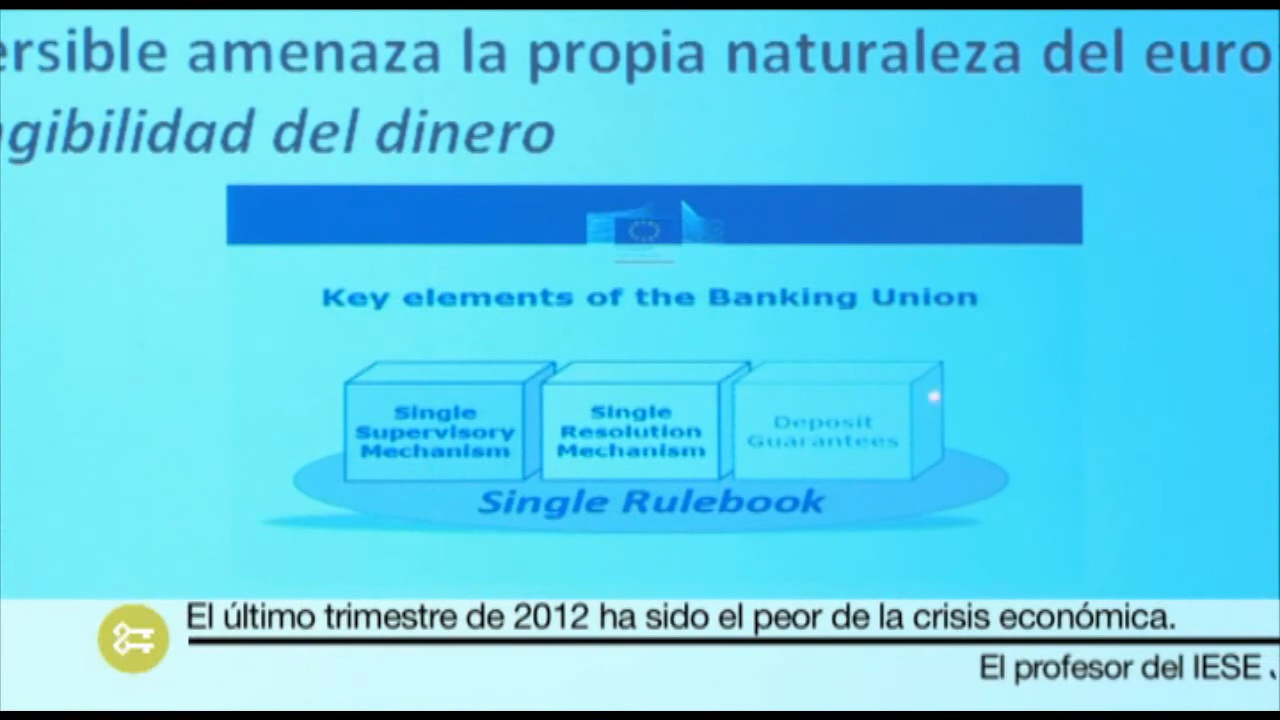 ersible amenaza la propia naturaleza del euro
gibilidad del dinero
Key elements of the Banking Union
Single
Supervisory
Mechanism
Single
Resolution
Mechanism
Deposit
Guarantees
Single Rulebook
El último trimestre de 2012 ha sido el peor de la crisis económica.
El profesor del IESE